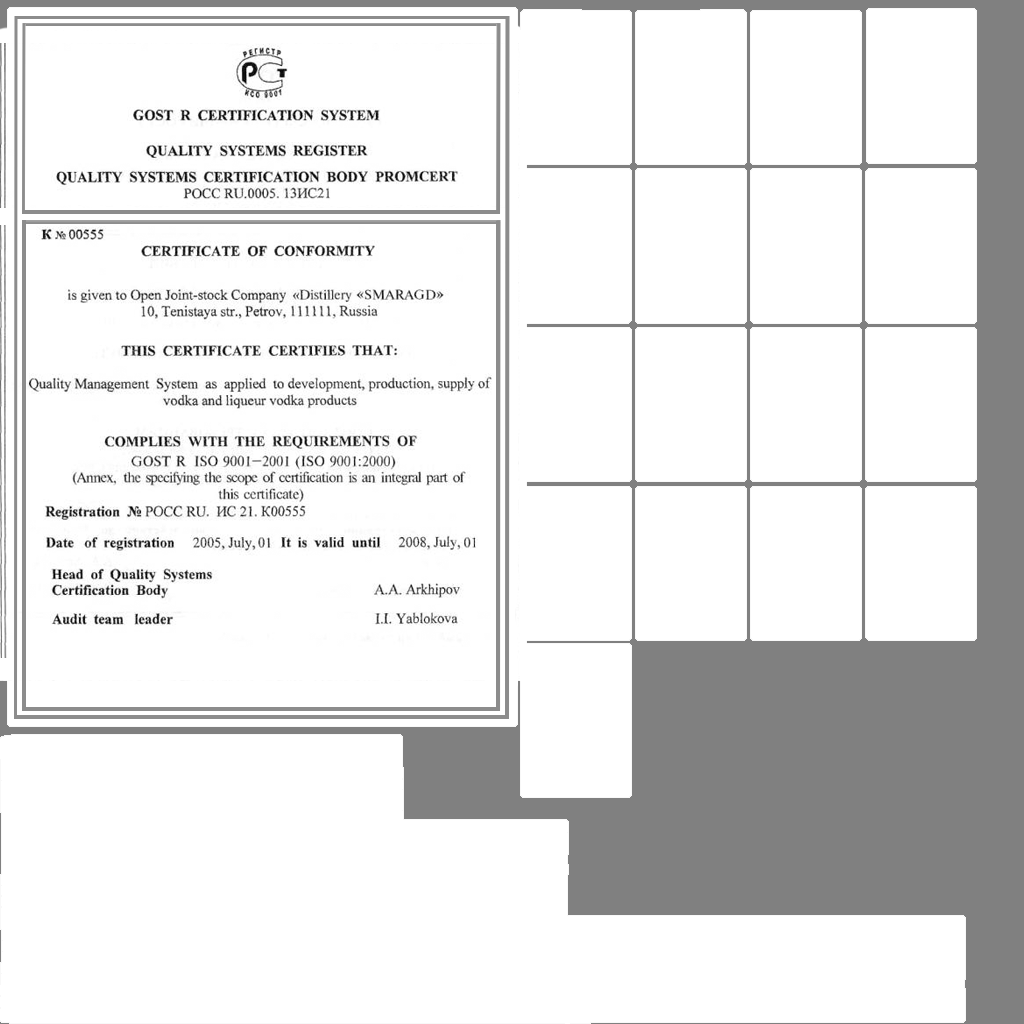 РЕГИСТР
РСТ
ИСО 9001
GOST R CERTIFICATION SYSTEM
QUALITY SYSTEMS REGISTER
QUALITY SYSTEMS CERTIFICATION BODY PROMCERT
РОСС RU.0005. 13ИС21
K № 00555
CERTIFICATE OF CONFORMITY
is given to Open Joint-stock Company «Distillery «SMARAGD»
10, Tenistaya str., Petrov, 111111, Russia
THIS CERTIFICATE CERTIFIES THAT:
Quality Management System as applied to development, production, supply of
vodka and liqueur vodka products
COMPLIES WITH THE REQUIREMENTS OF
GOST R ISO 9001–2001 (ISO 9001:2000)
(Annex, the specifying the scope of certification is an integral part of
this certificate)
Registration № РОСС RU. ИС 21. K00555
Date of registration 2005, July, 01 It is valid until 2008, July, 01
Head of Quality Systems
Certification Body A.A. Arkhipov
Audit team leader I.I. Yablokova